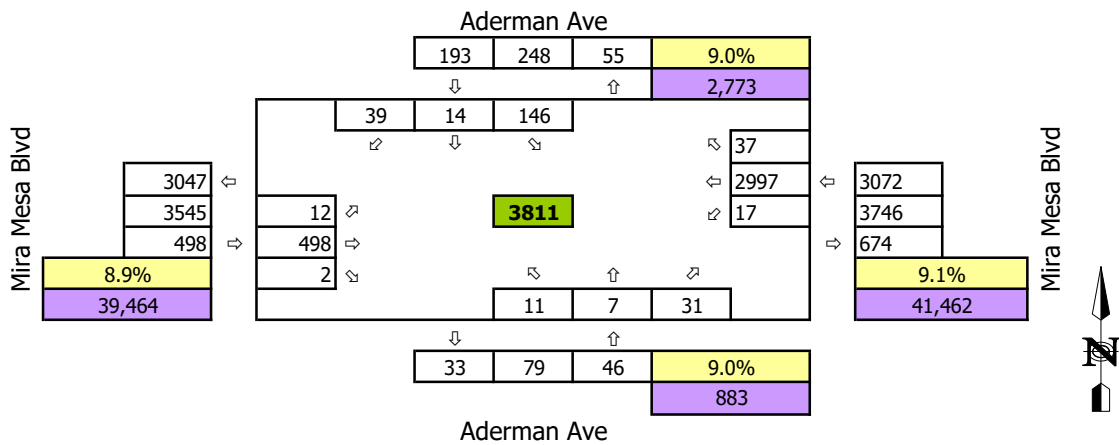 Aderman Ave
193 248 55 9.0%
2,773
39 14 146
37
3047 2997 3072
3545 12 3811 17 3746
498 498 674
8.9% 2 9.1%
39,464 11 7 31 41,462
33 79 46 9.0%
883
Aderman Ave
Mira Mesa Blvd
Mira Mesa Blvd
N